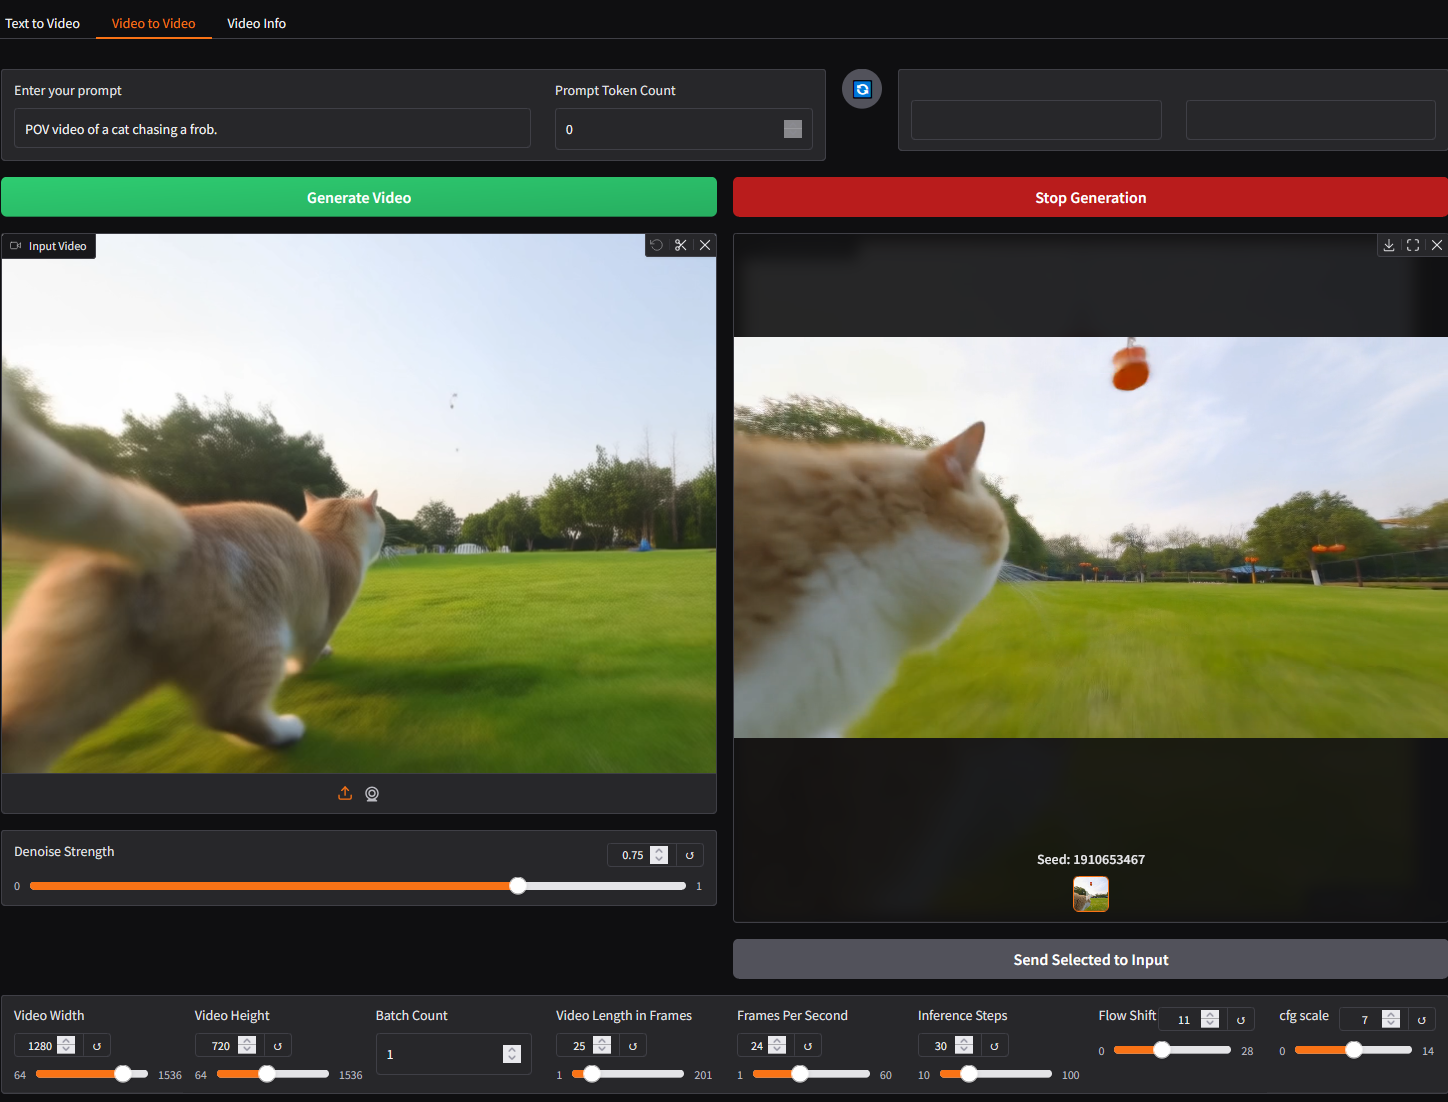 Text to Video
Video to Video
Video Info
Enter your prompt
Prompt Token Count
POV video of a cat chasing a frob.
0
Generate Video
Stop Generation
Input Video
Denoise Strength
0.75
0
1
Seed: 1910653467
Send Selected to Input
Video Width
1280
64
1536
Video Height
720
64
1536
Batch Count
1
Video Length in Frames
25
1
201
Frames Per Second
24
1
60
Inference Steps
30
10
100
Flow Shift
11
0
28
cfg scale
7
0
14